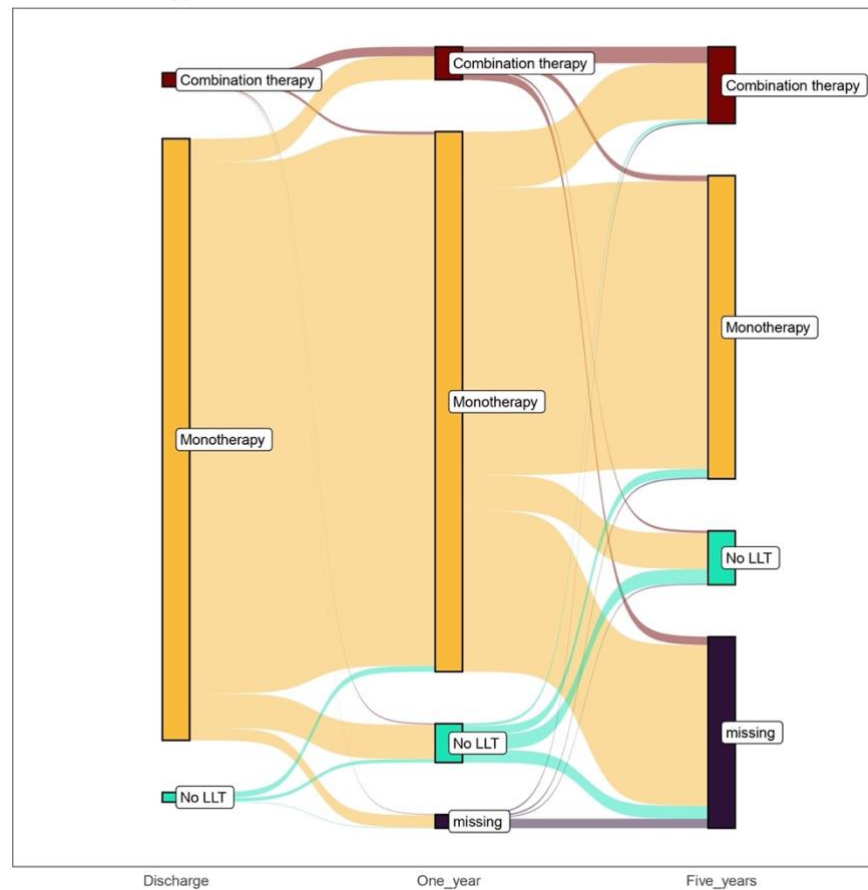 Combination therapy
Combination therapy
Combination therapy
Monotherapy
Monotherapy
Monotherapy
No LLT
No LLT
No LLT
missing
missing
Discharge
One_year
Five_years